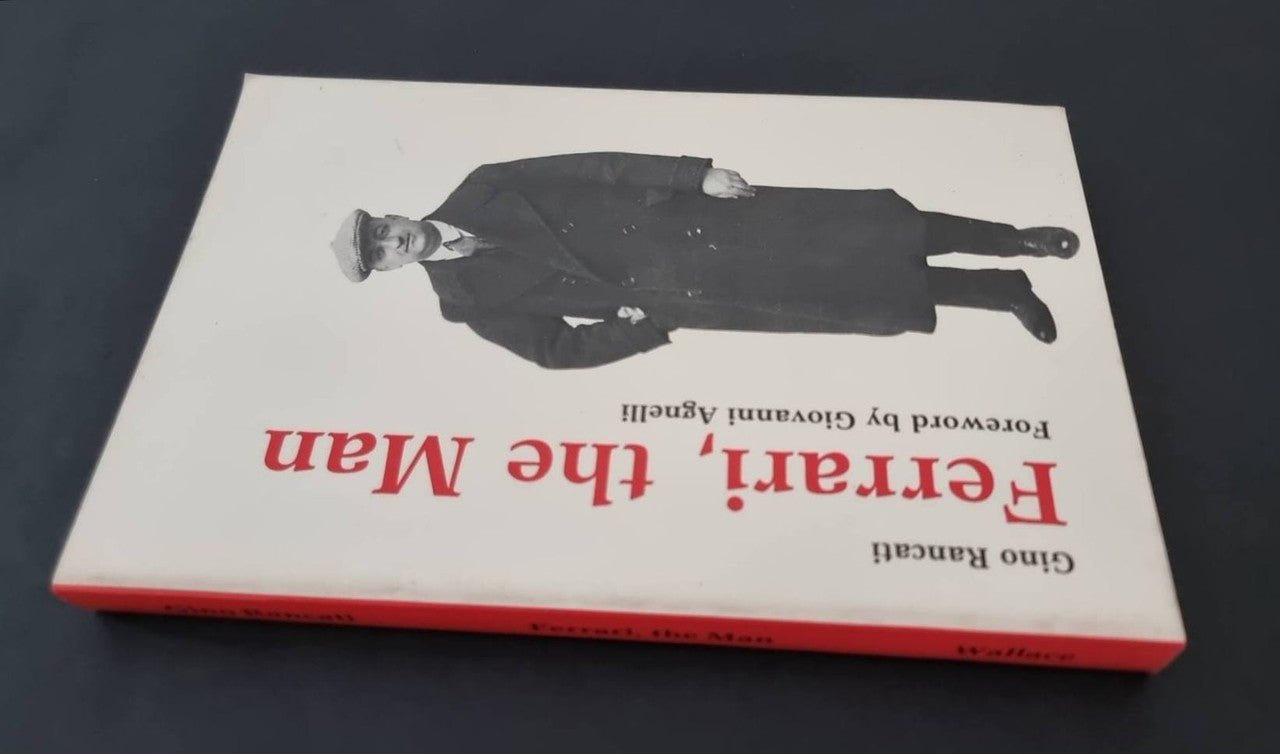 Gino Rancati
Ferrari, the Man
Foreword by Giovanni Agnelli
Gino Rancati
Ferrari, the Man
Wallace